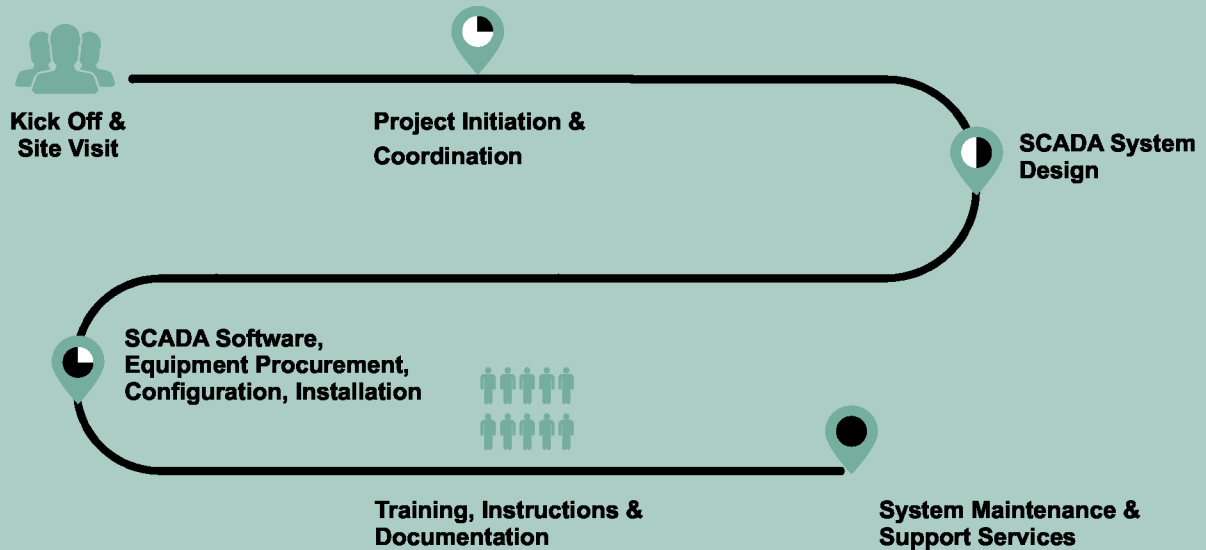 Kick Off &
Site Visit
Project Initiation &
Coordination
SCADA System
Design
SCADA Software,
Equipment Procurement,
Configuration, Installation
Training, Instructions &
Documentation
System Maintenance &
Support Services